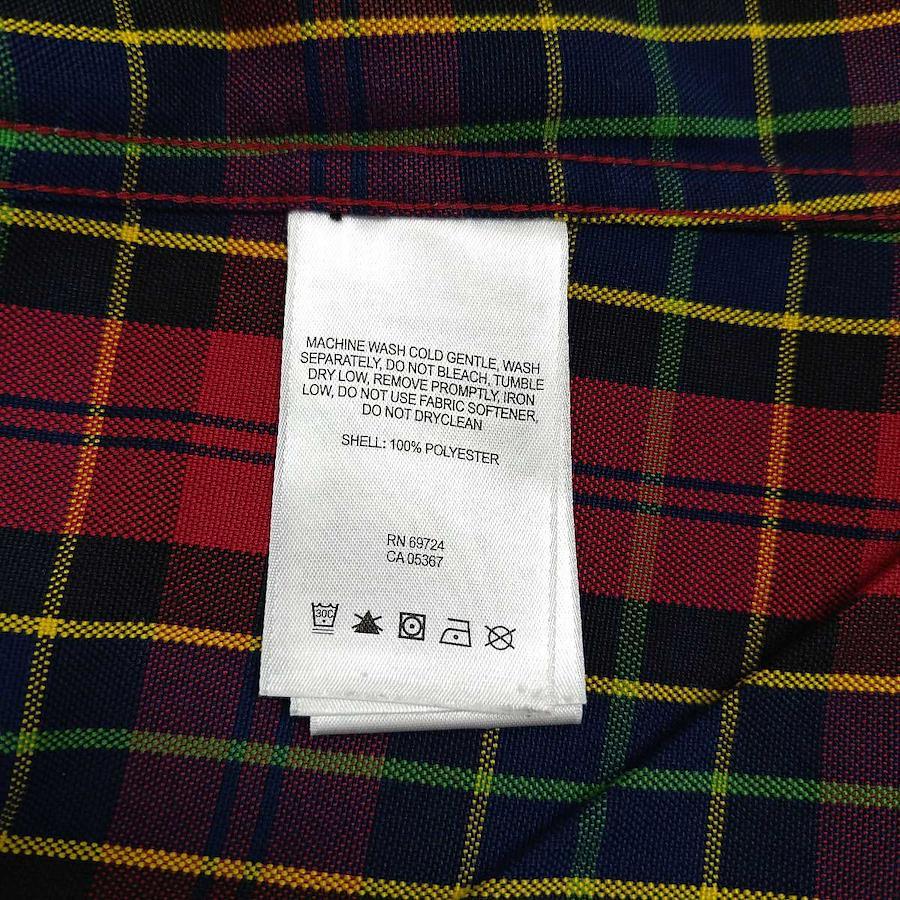 MACHINE WASH COLD GENTLE, WASH
SEPARATELY, DO NOT BLEACH, TUMBLE
DRY LOW, REMOVE PROMPTLY, IRON
LOW, DO NOT USE FABRIC SOFTENER,
DO NOT DRYCLEAN
SHELL: 100% POLYESTER
RN 69724
CA 05367
30C